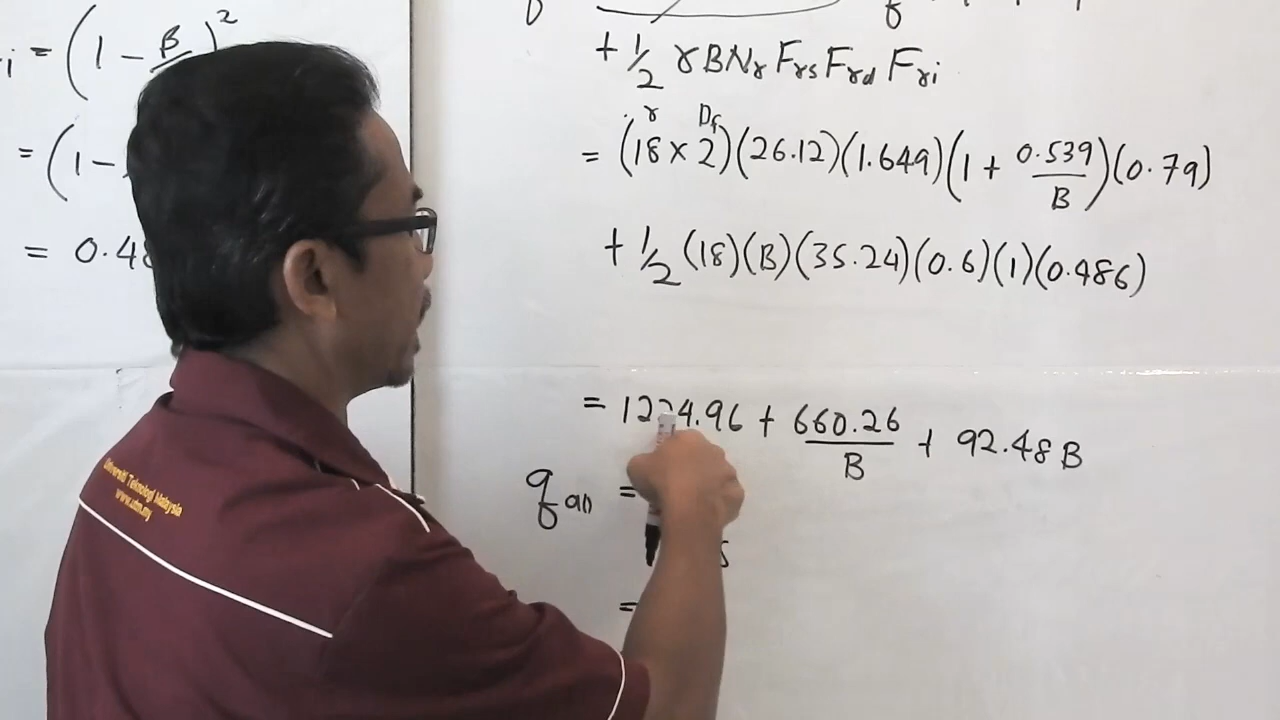 i = (1 - B
)²
= (1 -
= 0.48
+ 1/2 γBNγ Fγs Fγd Fγi
γ Df
= (18 × 2)(26.12)(1.649)(1 + 0.539/B)(0.79)
+ 1/2 (18)(B)(35.24)(0.6)(1)(0.486)
= 1224.96 + 660.26/B + 92.48B
q all =
=
Universiti Teknologi Malaysia
www.utm.my